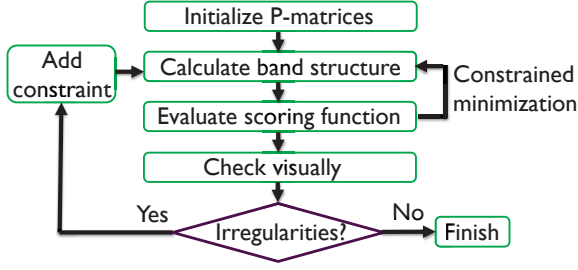 Initialize P-matrices
Add
constraint
Calculate band structure
Constrained
minimization
Evaluate scoring function
Check visually
Yes
Irregularities?
No
Finish